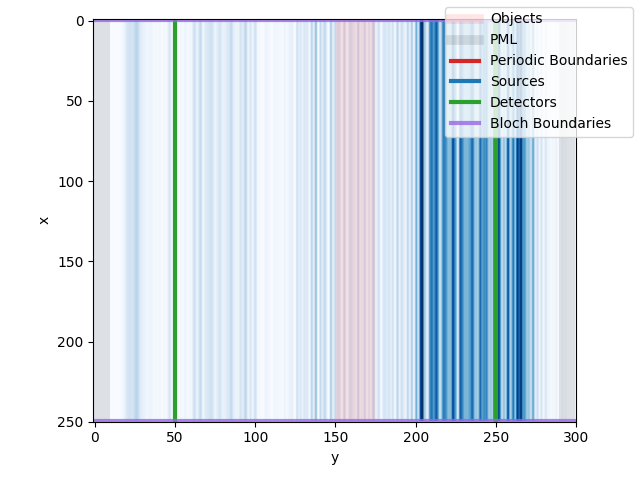 Objects
PML
Periodic Boundaries
Sources
Detectors
Bloch Boundaries
0
50
100
150
200
250
x
0 50 100 150 200 250 300
y